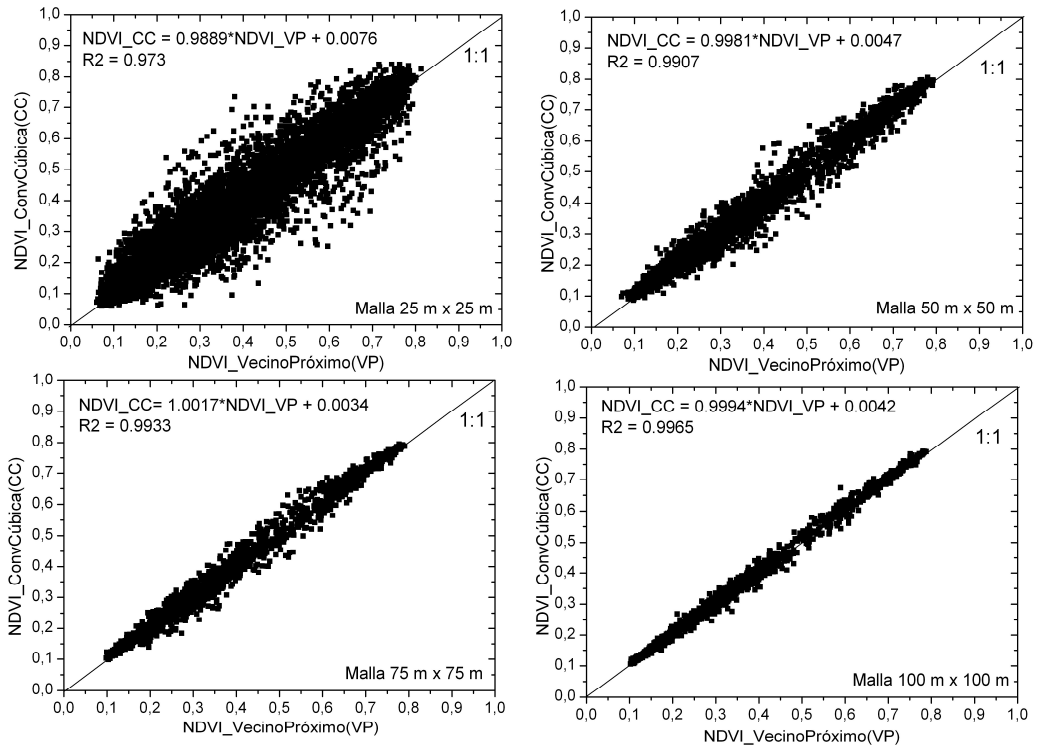 NDVI_CC = 0.9889*NDVI_VP + 0.0076
R2 = 0.973
1:1
Malla 25 m x 25 m
NDVI_ConvCúbica(CC)
1,0
0,9
0,8
0,7
0,6
0,5
0,4
0,3
0,2
0,1
0,0
0,0 0,1 0,2 0,3 0,4 0,5 0,6 0,7 0,8 0,9 1,0
NDVI_VecinoPróximo(VP)
NDVI_CC = 0.9981*NDVI_VP + 0.0047
R2 = 0.9907
1:1
Malla 50 m x 50 m
NDVI_ConvCúbica(CC)
1,0
0,9
0,8
0,7
0,6
0,5
0,4
0,3
0,2
0,1
0,0
0,0 0,1 0,2 0,3 0,4 0,5 0,6 0,7 0,8 0,9 1,0
NDVI_VecinoPróximo(VP)
NDVI_CC= 1.0017*NDVI_VP + 0.0034
R2 = 0.9933
1:1
Malla 75 m x 75 m
NDVI_ConvCúbica(CC)
1,0
0,9
0,8
0,7
0,6
0,5
0,4
0,3
0,2
0,1
0,0
0,0 0,1 0,2 0,3 0,4 0,5 0,6 0,7 0,8 0,9 1,0
NDVI_VecinoPróximo(VP)
NDVI_CC = 0.9994*NDVI_VP + 0.0042
R2 = 0.9965
1:1
Malla 100 m x 100 m
NDVI_ConvCúbica(CC)
1,0
0,9
0,8
0,7
0,6
0,5
0,4
0,3
0,2
0,1
0,0
0,0 0,1 0,2 0,3 0,4 0,5 0,6 0,7 0,8 0,9 1,0
NDVI_VecinoPróximo(VP)